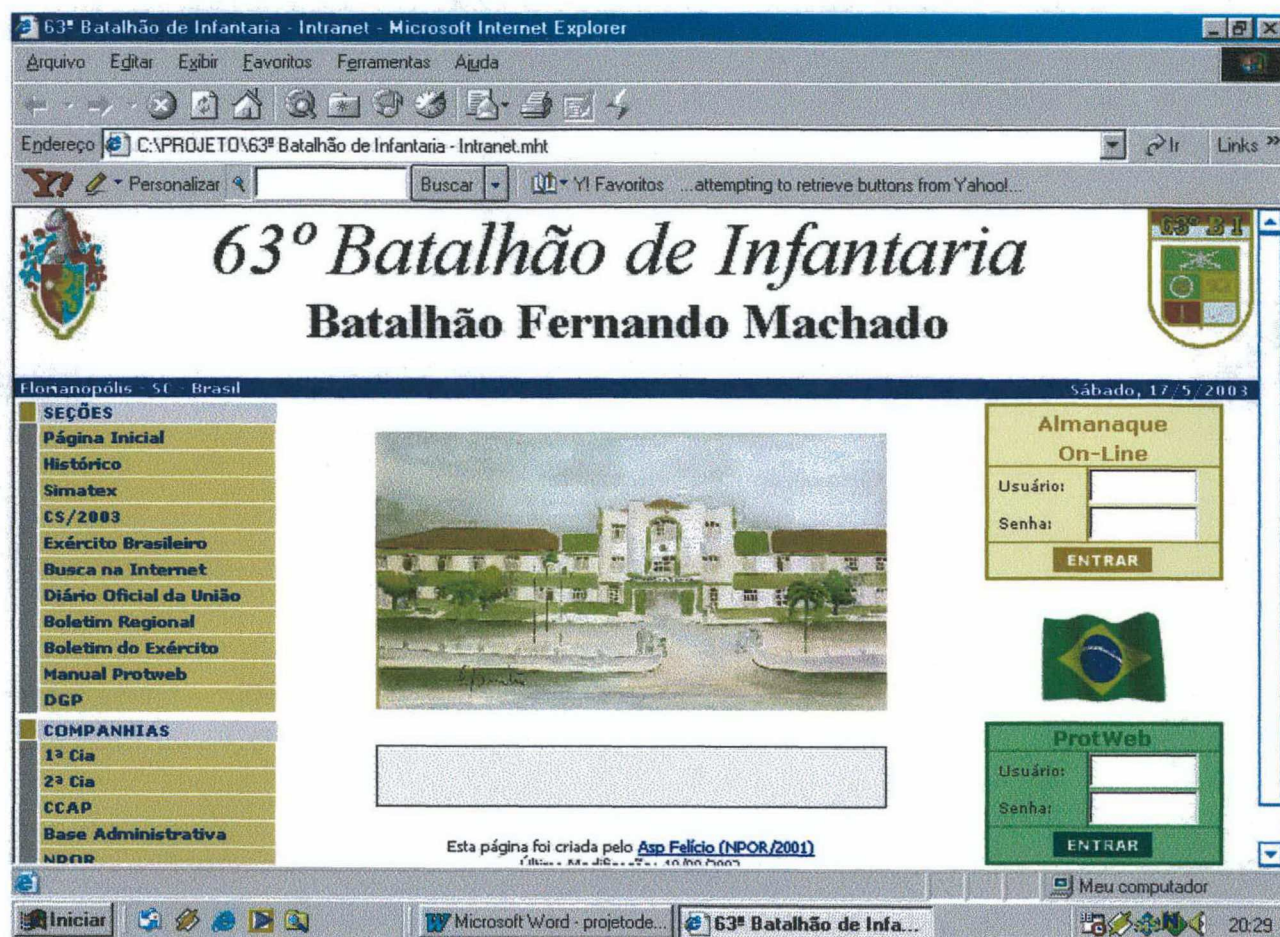 63º Batalhão de Infantaria - Intranet - Microsoft Internet Explorer
Arquivo Editar Exibir Favoritos Ferramentas Ajuda
Endereço C:\PROJETO\63º Batalhão de Infantaria - Intranet.mht Ir Links »
Y! Personalizar Buscar Y! Favoritos ...attempting to retrieve buttons from Yahoo!...
63º Batalhão de Infantaria
Batalhão Fernando Machado
63º B I
Florianopólis - SC - Brasil Sábado, 17/5/2003
SEÇÕES
Página Inicial
Histórico
Simatex
CS/2003
Exército Brasileiro
Busca na Internet
Diário Oficial da União
Boletim Regional
Boletim do Exército
Manual Protweb
DGP
COMPANHIAS
1ª Cia
2ª Cia
CCAP
Base Administrativa
NPOR
Almanaque
On-Line
Usuário:
Senha:
ENTRAR
ProtWeb
Usuário:
Senha:
ENTRAR
Esta página foi criada pelo Asp Felício (NPOR/2001)
Meu computador
Iniciar Microsoft Word - projetode... 63º Batalhão de Infa... 20:29